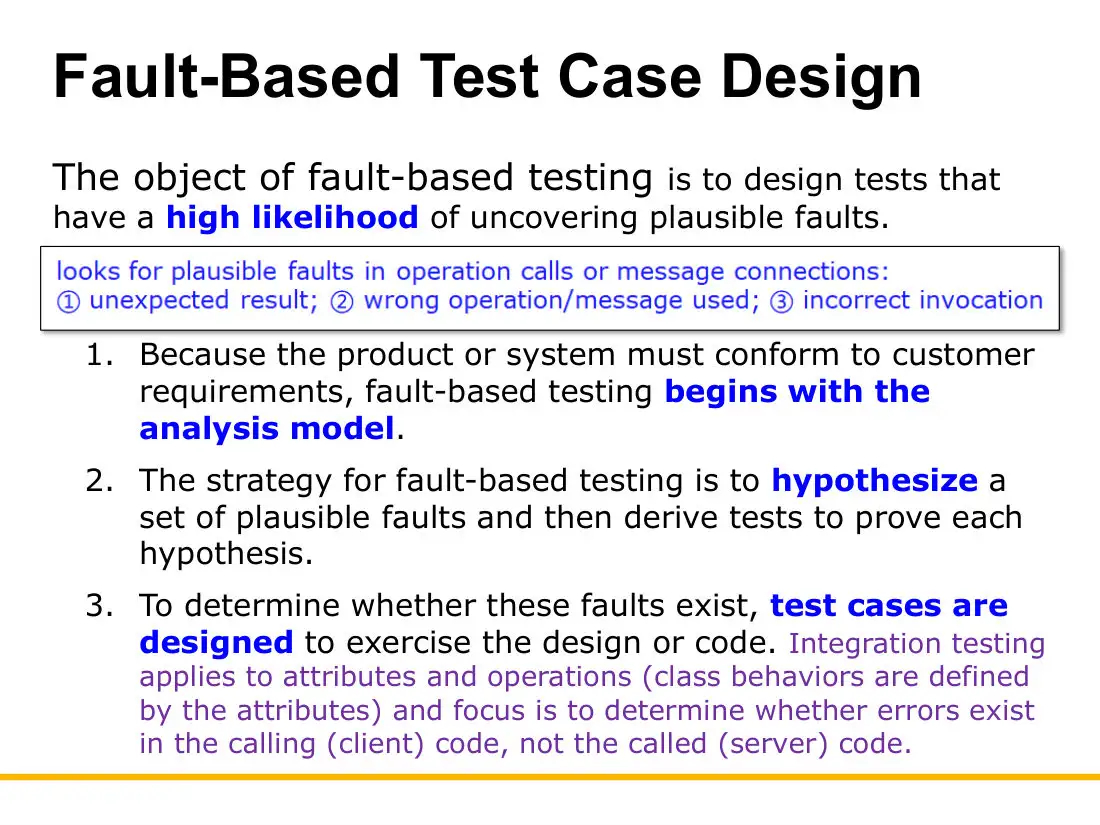 Fault-Based Test Case Design
The object of fault-based testing is to design tests that
have a high likelihood of uncovering plausible faults.
looks for plausible faults in operation calls or message connections:
① unexpected result; ② wrong operation/message used; ③ incorrect invocation
1. Because the product or system must conform to customer
requirements, fault-based testing begins with the
analysis model.
2. The strategy for fault-based testing is to hypothesize a
set of plausible faults and then derive tests to prove each
hypothesis.
3. To determine whether these faults exist, test cases are
designed to exercise the design or code. Integration testing
applies to attributes and operations (class behaviors are defined
by the attributes) and focus is to determine whether errors exist
in the calling (client) code, not the called (server) code.